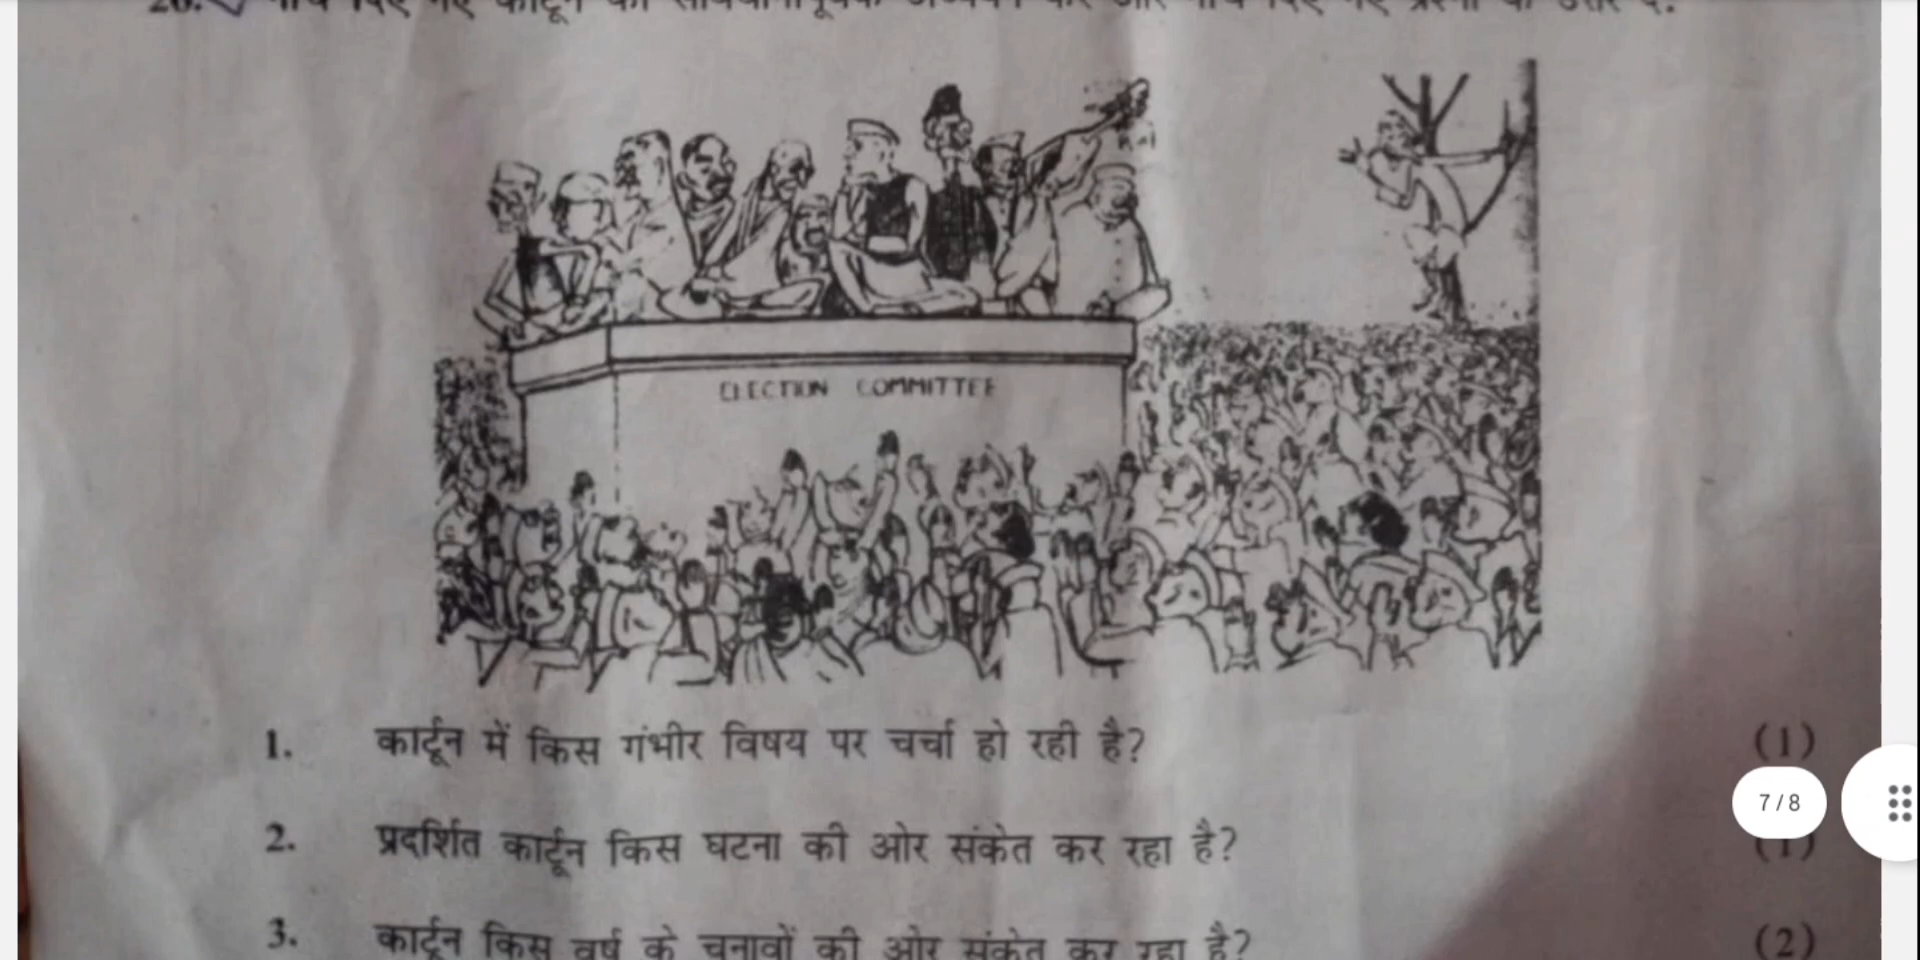 ELECTION COMMITTEE
1. कार्टून में किस गंभीर विषय पर चर्चा हो रही है? (1)
7/8
2. प्रदर्शित कार्टून किस घटना की ओर संकेत कर रहा है? (1)
3. कार्टून किस वर्ष के चुनावों की ओर संकेत कर रहा है? (2)